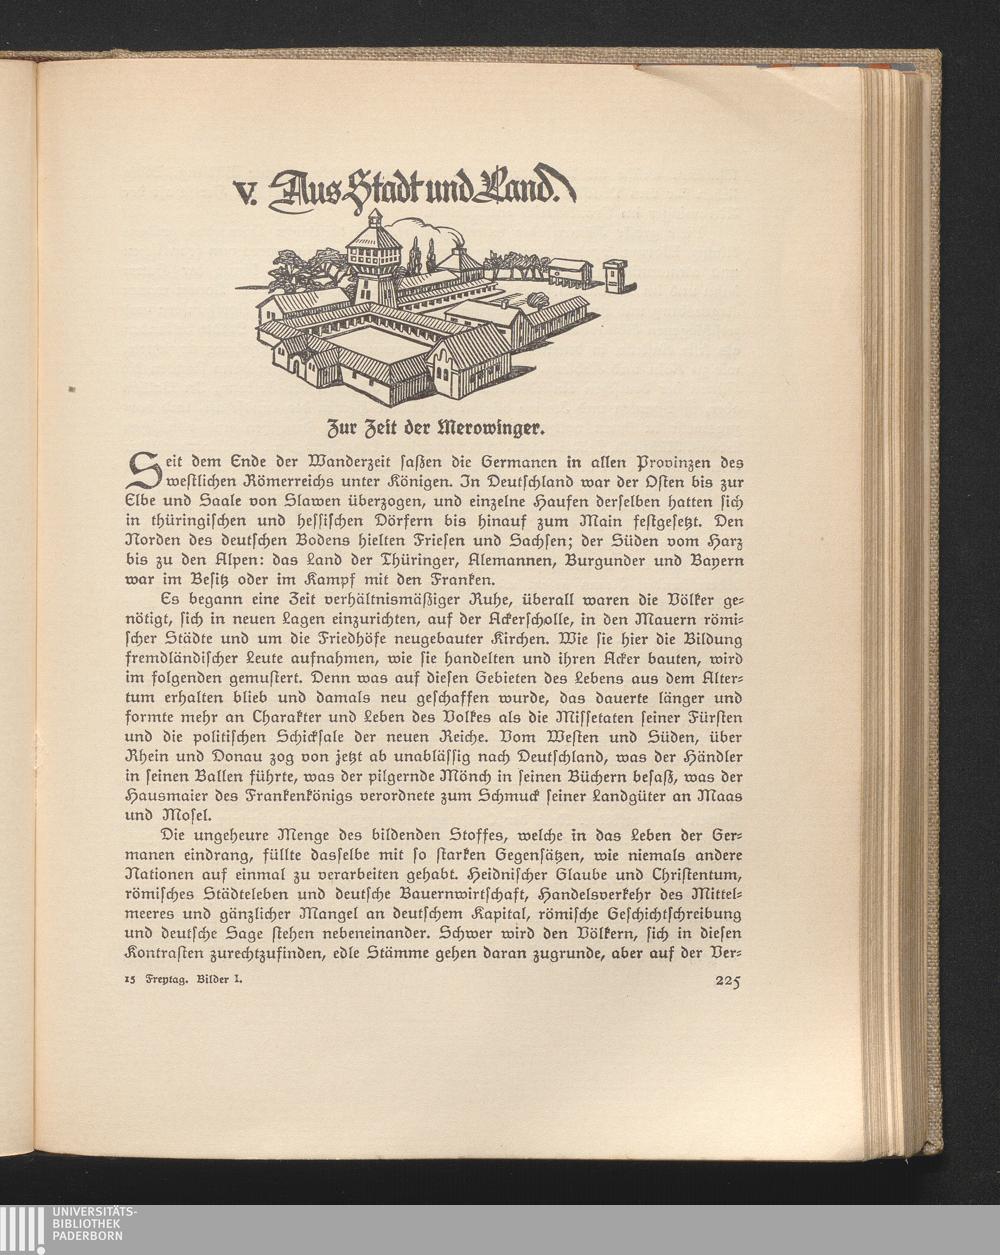 V. Aus Stadt und Land.
Zur Zeit der Merowinger.
Seit dem Ende der Wanderzeit saßen die Germanen in allen Provinzen des
westlichen Römerreichs unter Königen. In Deutschland war der Osten bis zur
Elbe und Saale von Slawen überzogen, und einzelne Haufen derselben hatten sich
in thüringischen und hessischen Dörfern bis hinauf zum Main festgesetzt. Den
Norden des deutschen Bodens hielten Friesen und Sachsen; der Süden vom Harz
bis zu den Alpen: das Land der Thüringer, Alemannen, Burgunder und Bayern
war im Besitz oder im Kampf mit den Franken.
Es begann eine Zeit verhältnismäßiger Ruhe, überall waren die Völker ge-
nötigt, sich in neuen Lagen einzurichten, auf der Ackerscholle, in den Mauern römi-
scher Städte und um die Friedhöfe neugebauter Kirchen. Wie sie hier die Bildung
fremdländischer Leute aufnahmen, wie sie handelten und ihren Acker bauten, wird
im folgenden gemustert. Denn was auf diesen Gebieten des Lebens aus dem Alter-
tum erhalten blieb und damals neu geschaffen wurde, das dauerte länger und
formte mehr an Charakter und Leben des Volkes als die Missetaten seiner Fürsten
und die politischen Schicksale der neuen Reiche. Vom Westen und Süden, über
Rhein und Donau zog von jetzt ab unablässig nach Deutschland, was der Händler
in seinen Ballen führte, was der pilgernde Mönch in seinen Büchern besaß, was der
Hausmaier des Frankenkönigs verordnete zum Schmuck seiner Landgüter an Maas
und Mosel.
Die ungeheure Menge des bildenden Stoffes, welche in das Leben der Ger-
manen eindrang, füllte dasselbe mit so starken Gegensätzen, wie niemals andere
Nationen auf einmal zu verarbeiten gehabt. Heidnischer Glaube und Christentum,
römisches Städteleben und deutsche Bauernwirtschaft, Handelsverkehr des Mittel-
meeres und gänzlicher Mangel an deutschem Kapital, römische Geschichtschreibung
und deutsche Sage stehen nebeneinander. Schwer wird den Völkern, sich in diesen
Kontrasten zurechtzufinden, edle Stämme gehen daran zugrunde, aber auf der Ver-
15 Freytag. Bilder I.
225
UNIVERSITÄTS-
BIBLIOTHEK
PADERBORN